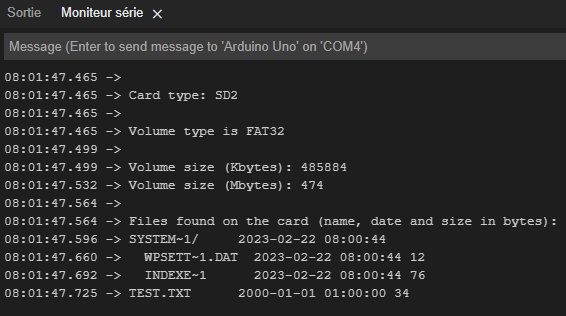 Sortie Moniteur série ×
Message (Enter to send message to 'Arduino Uno' on 'COM4')
08:01:47.465 ->
08:01:47.465 -> Card type: SD2
08:01:47.465 ->
08:01:47.465 -> Volume type is FAT32
08:01:47.499 ->
08:01:47.499 -> Volume size (Kbytes): 485884
08:01:47.532 -> Volume size (Mbytes): 474
08:01:47.564 ->
08:01:47.564 -> Files found on the card (name, date and size in bytes):
08:01:47.596 -> SYSTEM~1/     2023-02-22 08:00:44
08:01:47.660 ->   WPSETT~1.DAT  2023-02-22 08:00:44 12
08:01:47.692 ->   INDEXE~1      2023-02-22 08:00:44 76
08:01:47.725 -> TEST.TXT      2000-01-01 01:00:00 34